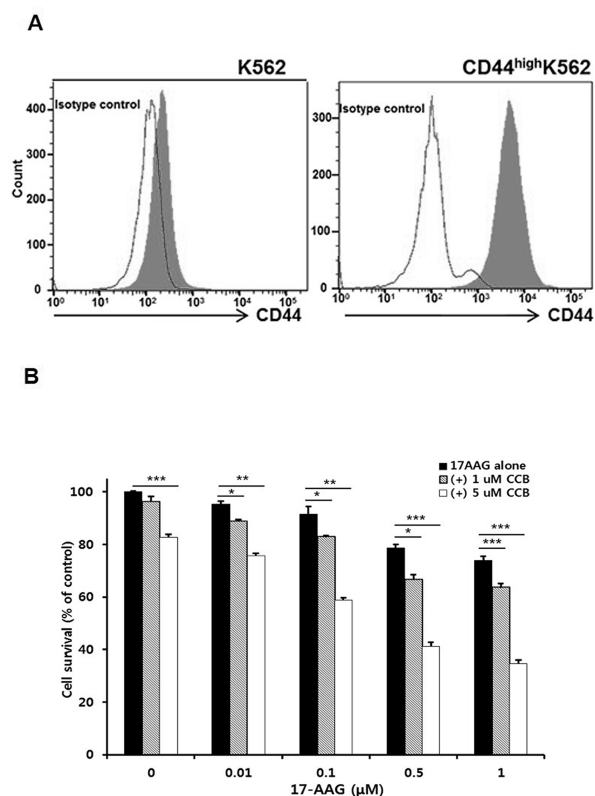 A
K562
CD44highK562
Isotype control
Isotype control
Count
400
300
200
100
0
300
200
100
0
10⁰ 10¹ 10² 10³ 10⁴ 10⁵
10⁰ 10¹ 10² 10³ 10⁴ 10⁵
CD44
CD44
B
17AAG alone
(+) 1 uM CCB
(+) 5 uM CCB
Cell survival (% of control)
100
80
60
40
20
0
***
**
*
**
*
***
*
***
***
0 0.01 0.1 0.5 1
17-AAG (μM)